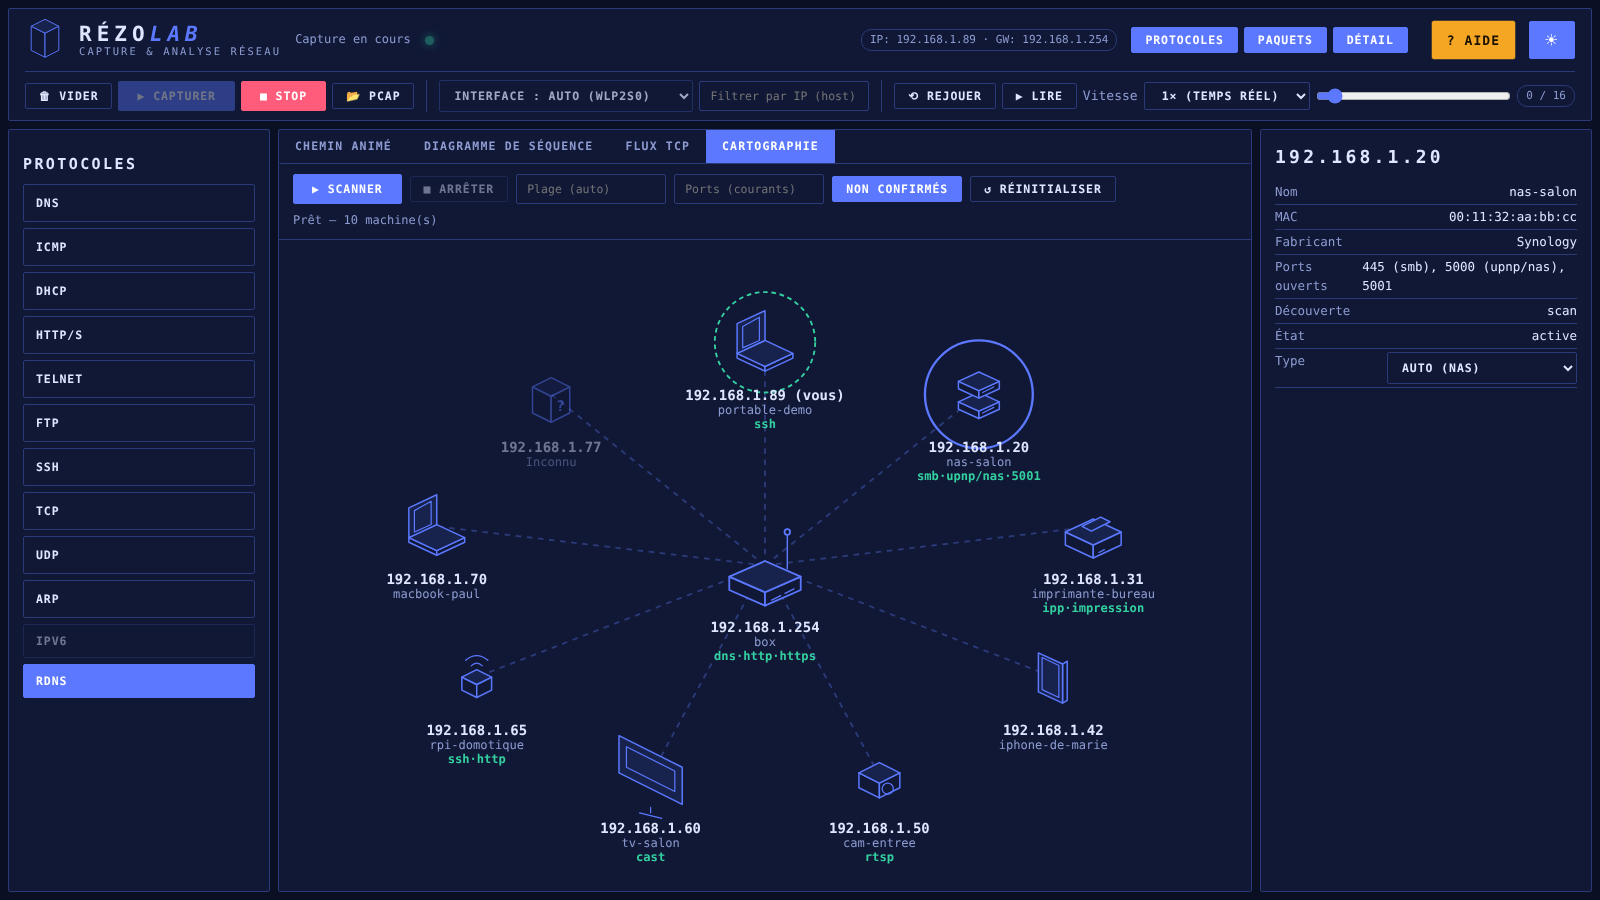 RÉZOLAB
CAPTURE & ANALYSE RÉSEAU
Capture en cours
IP: 192.168.1.89 · GW: 192.168.1.254
PROTOCOLES
PAQUETS
DÉTAIL
? AIDE
VIDER
▶ CAPTURER
■ STOP
PCAP
INTERFACE : AUTO (WLP2S0)
Filtrer par IP (host)
⟲ REJOUER
▶ LIRE
Vitesse
1× (TEMPS RÉEL)
0 / 16
PROTOCOLES
DNS
ICMP
DHCP
HTTP/S
TELNET
FTP
SSH
TCP
UDP
ARP
IPV6
RDNS
CHEMIN ANIMÉ
DIAGRAMME DE SÉQUENCE
FLUX TCP
CARTOGRAPHIE
▶ SCANNER
■ ARRÊTER
Plage (auto)
Ports (courants)
NON CONFIRMÉS
↺ RÉINITIALISER
Prêt — 10 machine(s)
192.168.1.89 (vous)
portable-demo
ssh
?
192.168.1.77
Inconnu
192.168.1.20
nas-salon
smb·upnp/nas·5001
192.168.1.70
macbook-paul
192.168.1.31
imprimante-bureau
ipp·impression
192.168.1.254
box
dns·http·https
192.168.1.65
rpi-domotique
ssh·http
192.168.1.42
iphone-de-marie
192.168.1.60
tv-salon
cast
192.168.1.50
cam-entree
rtsp
192.168.1.20
Nom nas-salon
MAC 00:11:32:aa:bb:cc
Fabricant Synology
Ports ouverts 445 (smb), 5000 (upnp/nas),
5001
Découverte scan
État active
Type AUTO (NAS)